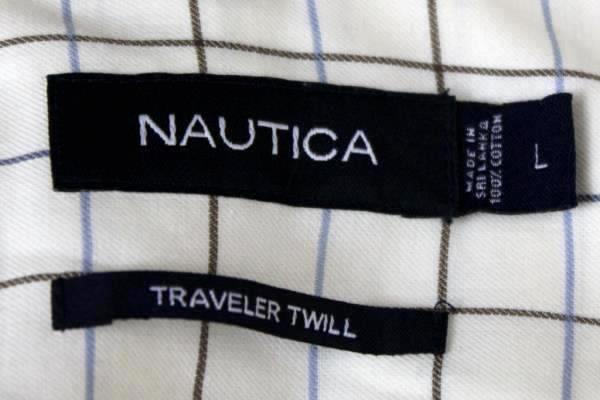 NAUTICA
MADE IN
SRI LANKA
100% COTTON
L
TRAVELER TWILL